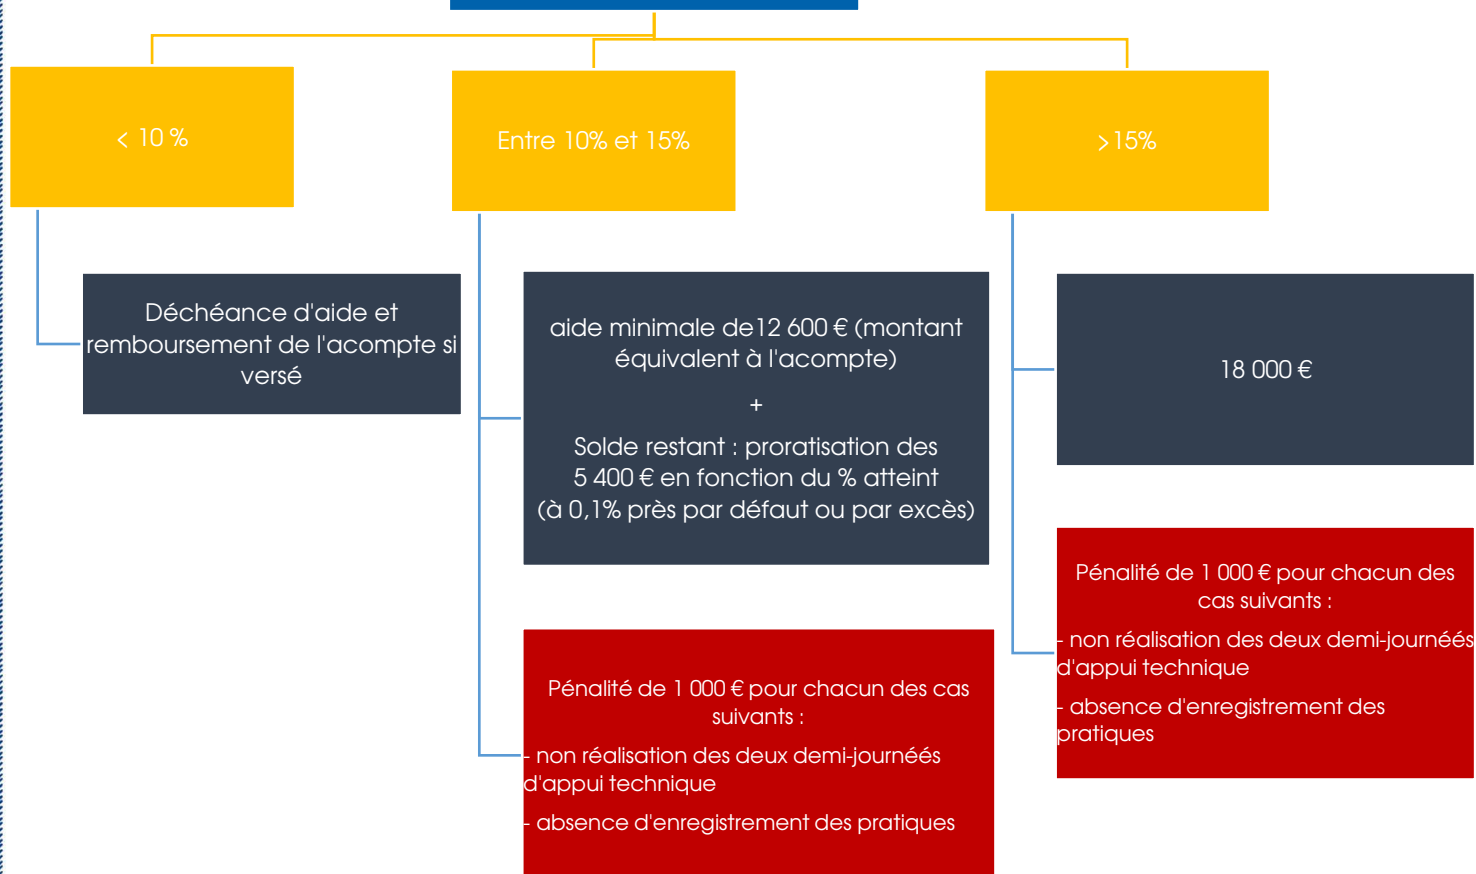 < 10 %
Entre 10% et 15%
>15%
Déchéance d'aide et
remboursement de l'acompte si
versé
aide minimale de12 600 € (montant
équivalent à l'acompte)
+
Solde restant : proratisation des
5 400 € en fonction du % atteint
(à 0,1% près par défaut ou par excès)
18 000 €
Pénalité de 1 000 € pour chacun des cas
suivants :
- non réalisation des deux demi-journéés
d'appui technique
- absence d'enregistrement des pratiques
Pénalité de 1 000 € pour chacun des
cas suivants :
- non réalisation des deux demi-journéés
d'appui technique
- absence d'enregistrement des
pratiques